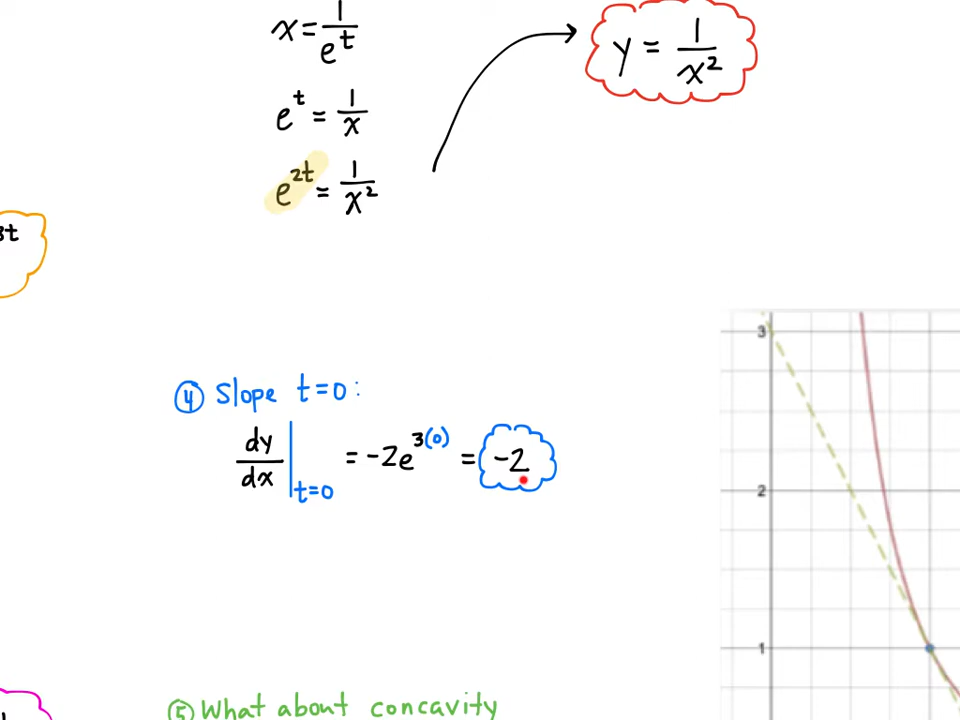 x = 1/e^t
y = 1/x²
e^t = 1/x
e^2t = 1/x²
3t
④ Slope t=0:
dy/dx |t=0 = -2e^3(0) = -2
3
2
1
⑤ What about concavity